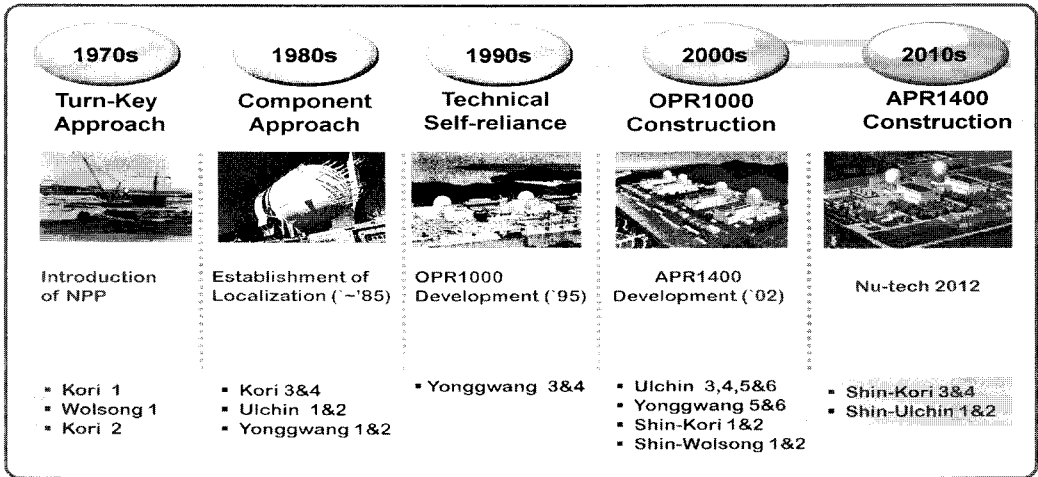 1970s
Turn-Key
Approach
Introduction
of NPP
▪ Kori 1
▪ Wolsong 1
▪ Kori 2
1980s
Component
Approach
Establishment of
Localization (`~'85)
▪ Kori 3&4
▪ Ulchin 1&2
▪ Yonggwang 1&2
1990s
Technical
Self-reliance
OPR1000
Development (`95)
▪ Yonggwang 3&4
2000s
OPR1000
Construction
APR1400
Development (`02)
▪ Ulchin 3,4,5&6
▪ Yonggwang 5&6
▪ Shin-Kori 1&2
▪ Shin-Wolsong 1&2
2010s
APR1400
Construction
Nu-tech 2012
▪ Shin-Kori 3&4
▪ Shin-Ulchin 1&2